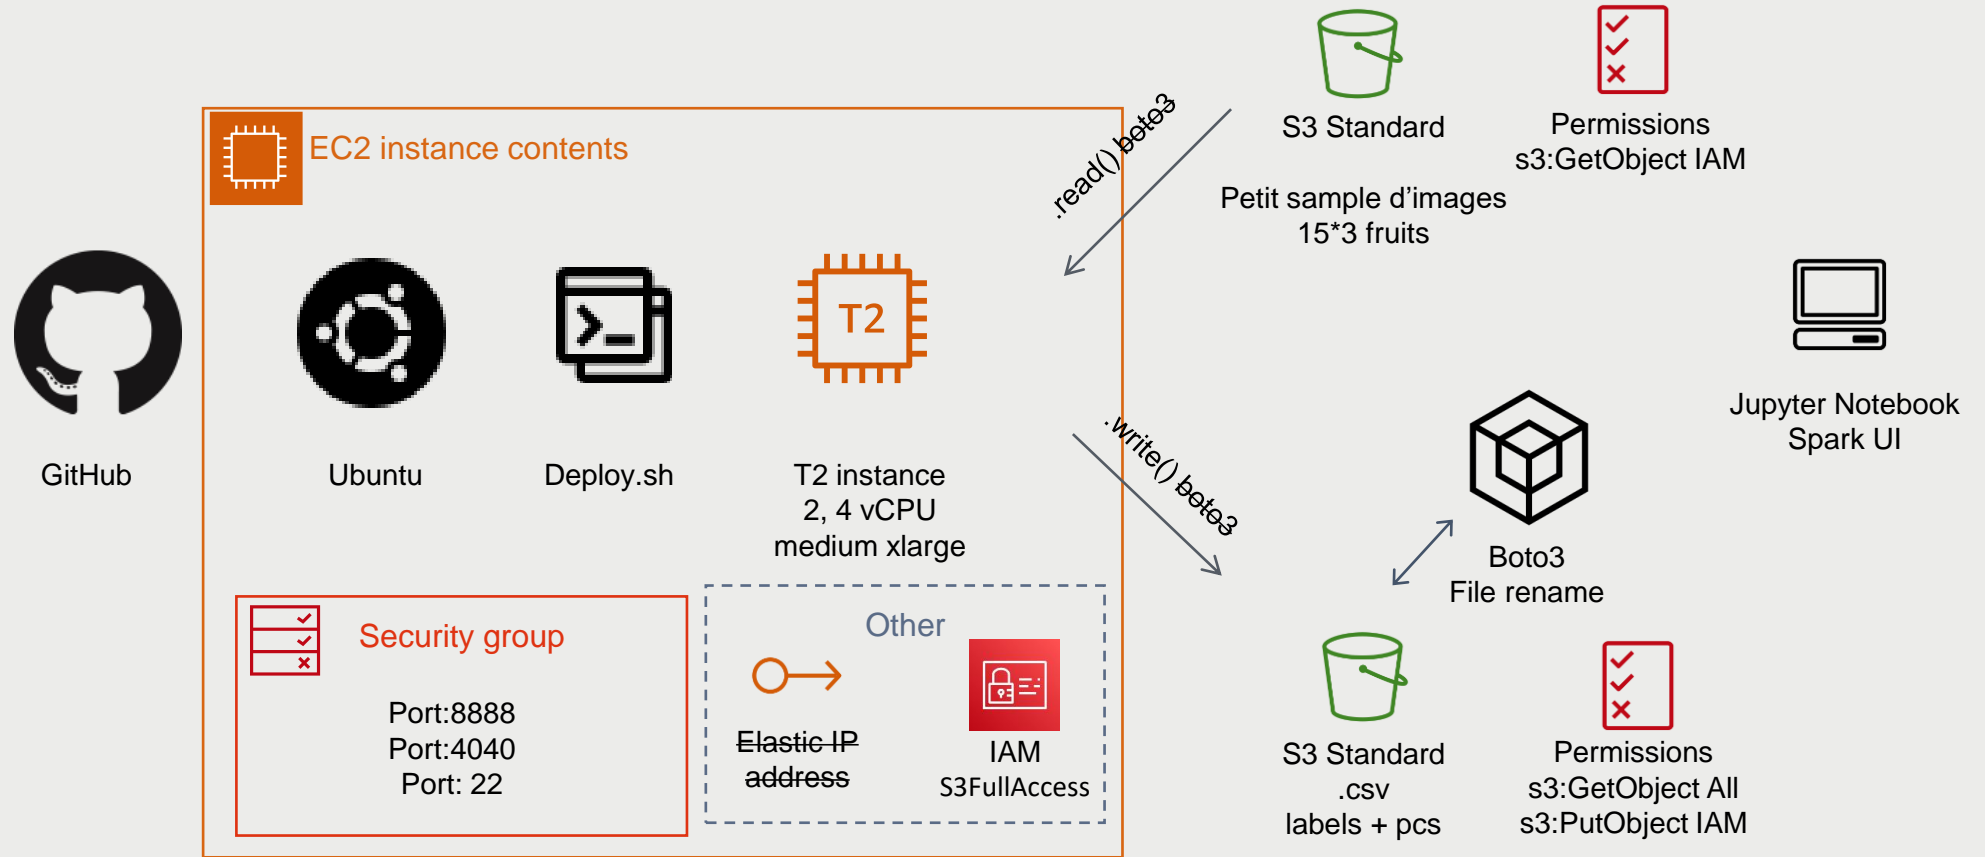 EC2 instance contents
GitHub
Ubuntu
Deploy.sh
T2
T2 instance
2, 4 vCPU
medium xlarge
Security group
Port:8888
Port:4040
Port: 22
Other
Elastic IP
address
IAM
S3FullAccess
.read() boto3
.write() boto3
S3 Standard
Petit sample d’images
15*3 fruits
Permissions
s3:GetObject IAM
Jupyter Notebook
Spark UI
Boto3
File rename
S3 Standard
.csv
labels + pcs
Permissions
s3:GetObject All
s3:PutObject IAM